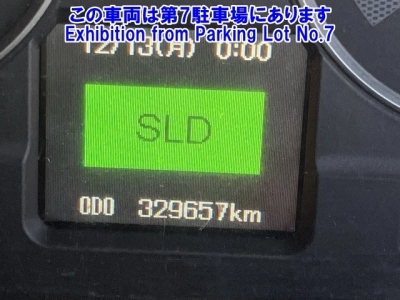 この車両は第7駐車場にあります
Exhibition from Parking Lot No.7
12/13(月) 0:00
SLD
ODO 329657km